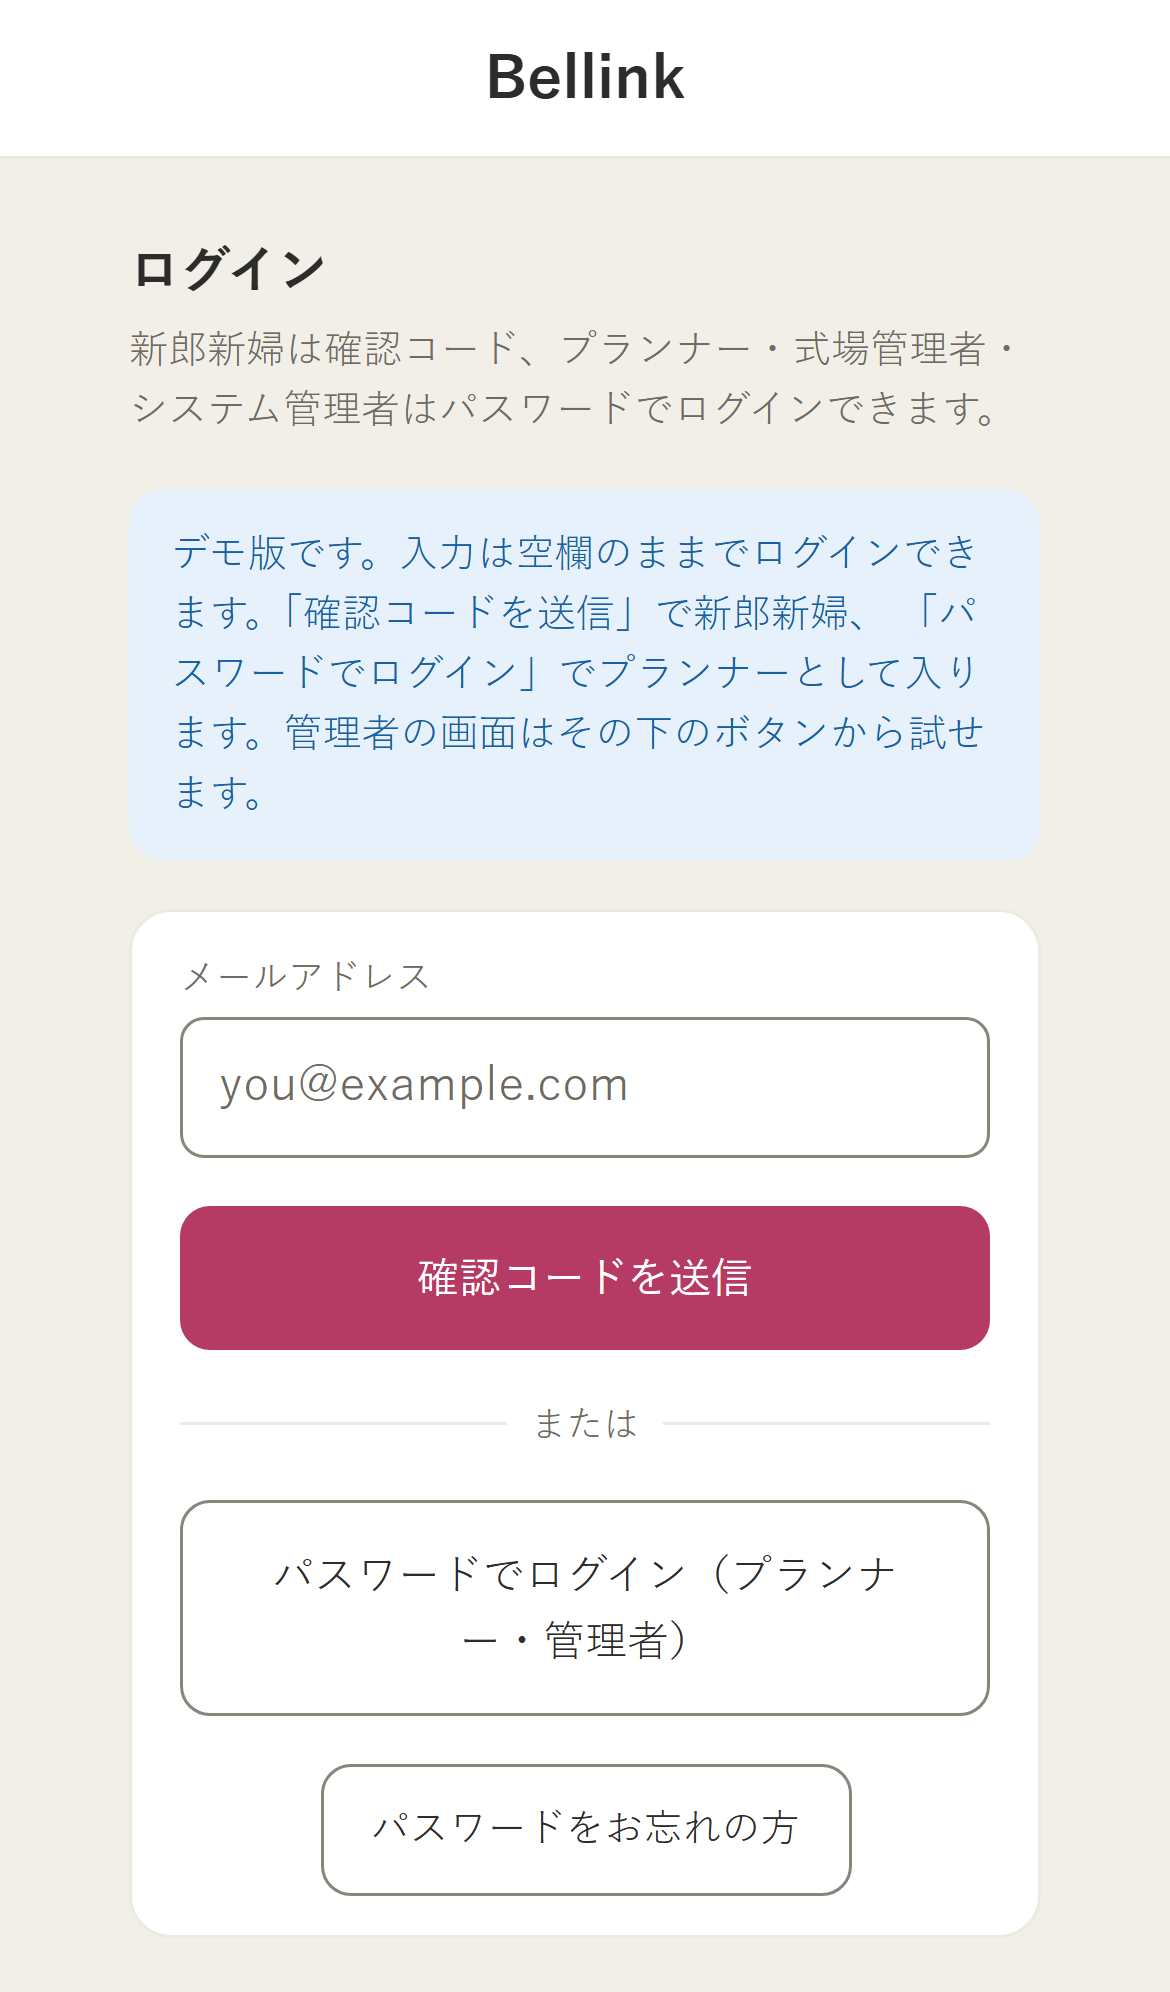 Bellink
ログイン
新郎新婦は確認コード、プランナー・式場管理者・
システム管理者はパスワードでログインできます。
デモ版です。入力は空欄のままでログインでき
ます。「確認コードを送信」で新郎新婦、 「パ
スワードでログイン」でプランナーとして入り
ます。管理者の画面はその下のボタンから試せ
ます。
メールアドレス
you@example.com
確認コードを送信
または
パスワードでログイン（プランナ
ー・管理者）
パスワードをお忘れの方